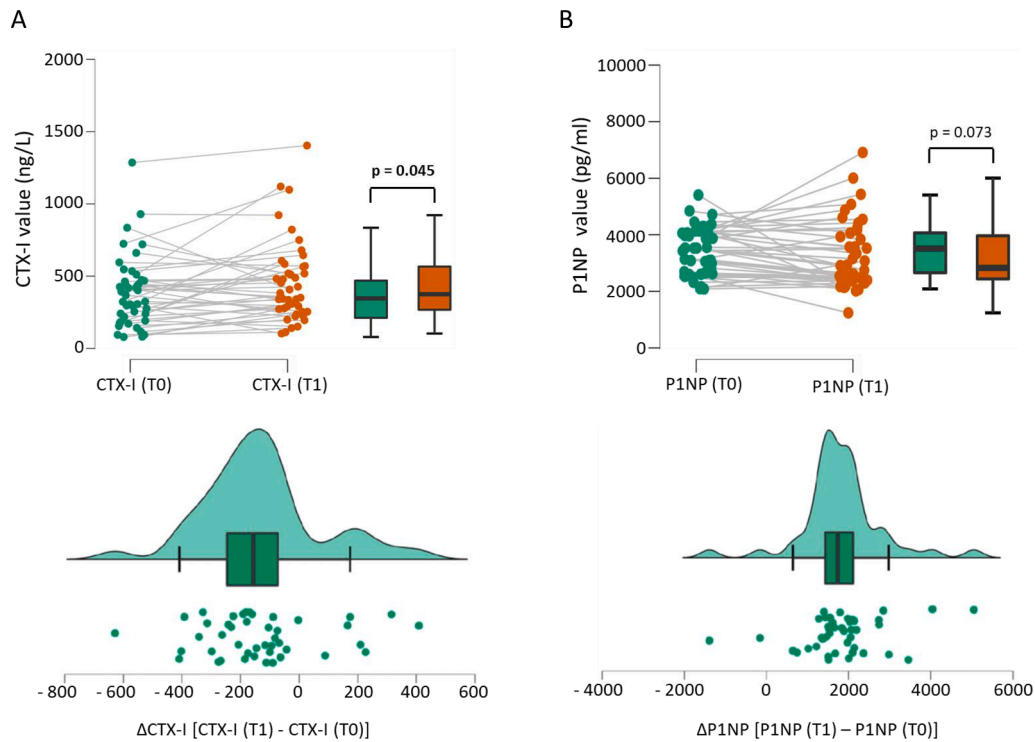 A
CTX-I value (ng/L)
2000
1500
1000
500
0
p = 0.045
CTX-I (T0)
CTX-I (T1)
- 800
- 600
- 400
- 200
0
200
400
600
ΔCTX-I [CTX-I (T1) - CTX-I (T0)]
B
P1NP value (pg/ml)
10000
8000
6000
4000
2000
0
p = 0.073
P1NP (T0)
P1NP (T1)
- 4000
- 2000
0
2000
4000
6000
ΔP1NP [P1NP (T1) – P1NP (T0)]